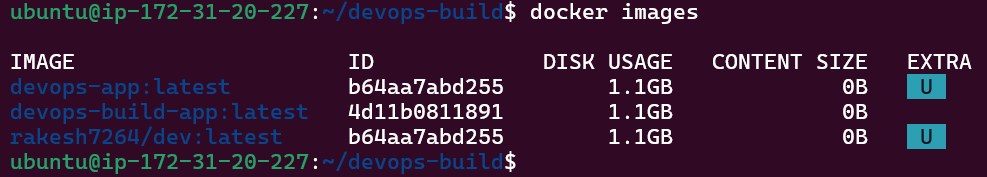 ubuntu@ip-172-31-20-227:~/devops-build$ docker images
IMAGE ID DISK USAGE CONTENT SIZE EXTRA
devops-app:latest b64aa7abd255 1.1GB 0B U
devops-build-app:latest 4d11b0811891 1.1GB 0B
rakesh7264/dev:latest b64aa7abd255 1.1GB 0B U
ubuntu@ip-172-31-20-227:~/devops-build$